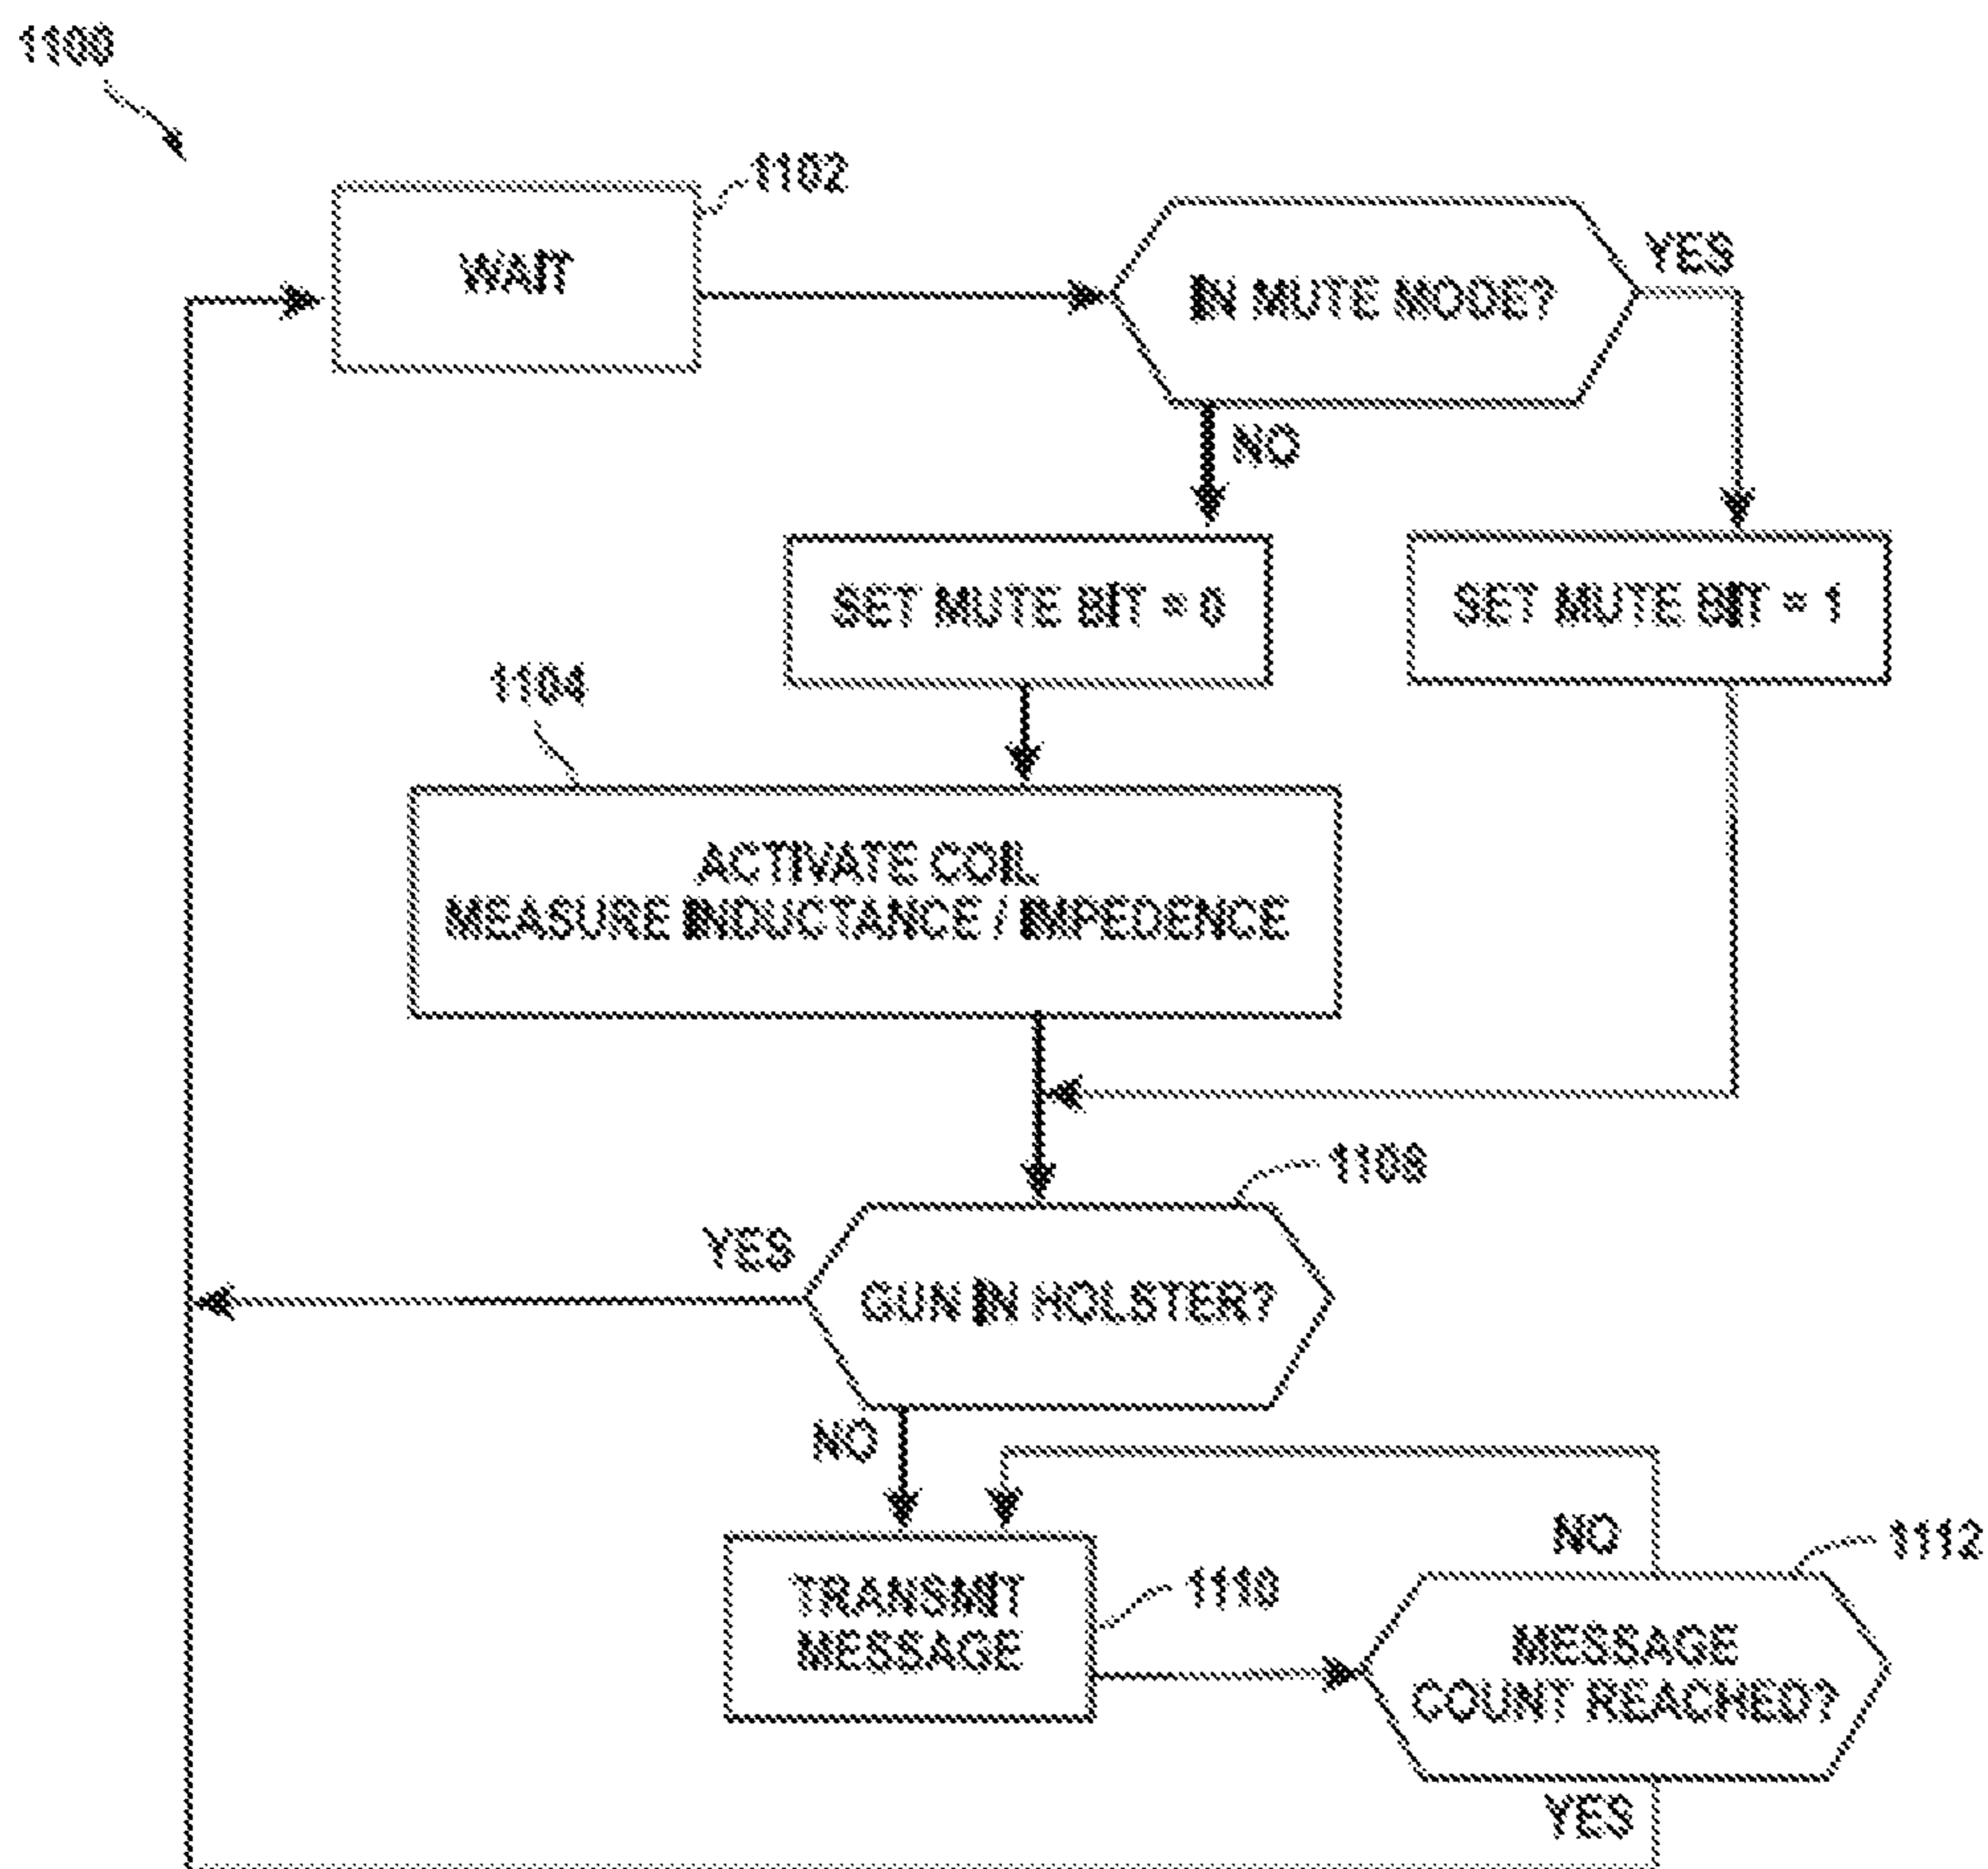 1100
1102
WAIT
IN MUTE MODE?
YES
NO
SET MUTE BIT = 0
SET MUTE BIT = 1
1104
ACTIVATE COIL
MEASURE INDUCTANCE / IMPEDENCE
1108
YES
GUN IN HOLSTER?
NO
NO
1112
TRANSMIT
MESSAGE
1110
MESSAGE
COUNT REACHED?
YES